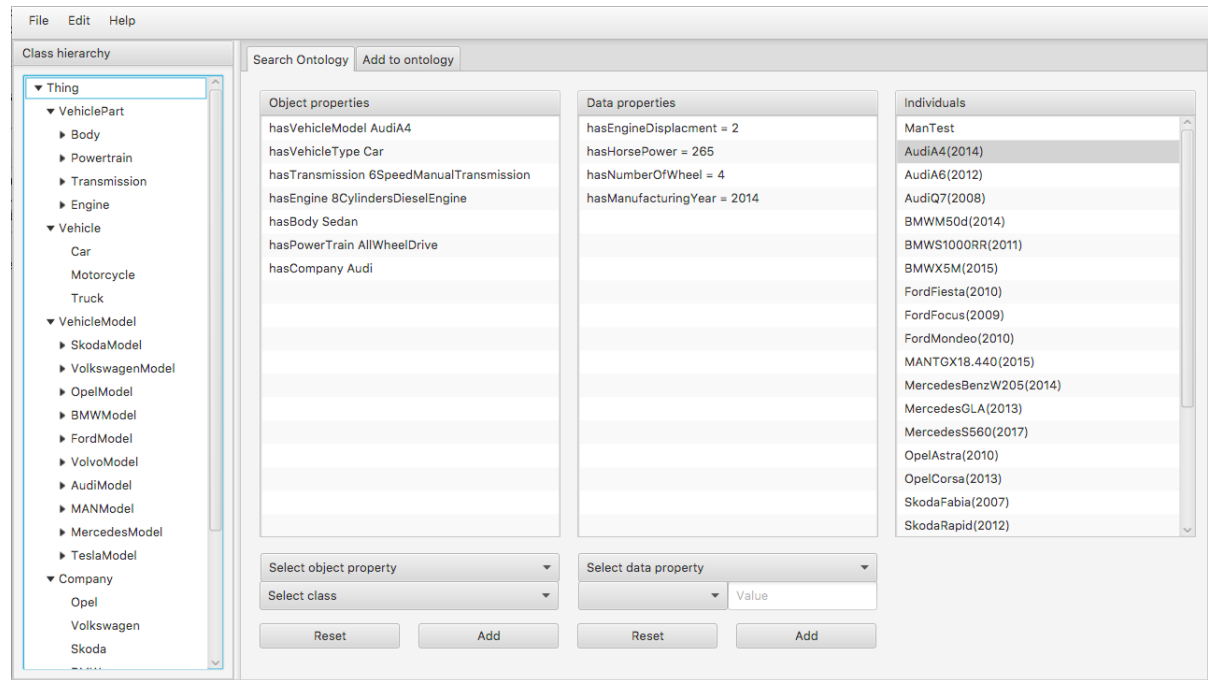 File Edit Help
Class hierarchy
Thing
VehiclePart
Body
Powertrain
Transmission
Engine
Vehicle
Car
Motorcycle
Truck
VehicleModel
SkodaModel
VolkswagenModel
OpelModel
BMWModel
FordModel
VolvoModel
AudiModel
MANModel
MercedesModel
TeslaModel
Company
Opel
Volkswagen
Skoda
Search Ontology Add to ontology
Object properties
hasVehicleModel AudiA4
hasVehicleType Car
hasTransmission 6SpeedManualTransmission
hasEngine 8CylindersDieselEngine
hasBody Sedan
hasPowerTrain AllWheelDrive
hasCompany Audi
Select object property
Select class
Reset Add
Data properties
hasEngineDisplacment = 2
hasHorsePower = 265
hasNumberOfWheel = 4
hasManufacturingYear = 2014
Select data property
Value
Reset Add
Individuals
ManTest
AudiA4(2014)
AudiA6(2012)
AudiQ7(2008)
BMWM50d(2014)
BMWS1000RR(2011)
BMWX5M(2015)
FordFiesta(2010)
FordFocus(2009)
FordMondeo(2010)
MANTGX18.440(2015)
MercedesBenzW205(2014)
MercedesGLA(2013)
MercedesS560(2017)
OpelAstra(2010)
OpelCorsa(2013)
SkodaFabia(2007)
SkodaRapid(2012)